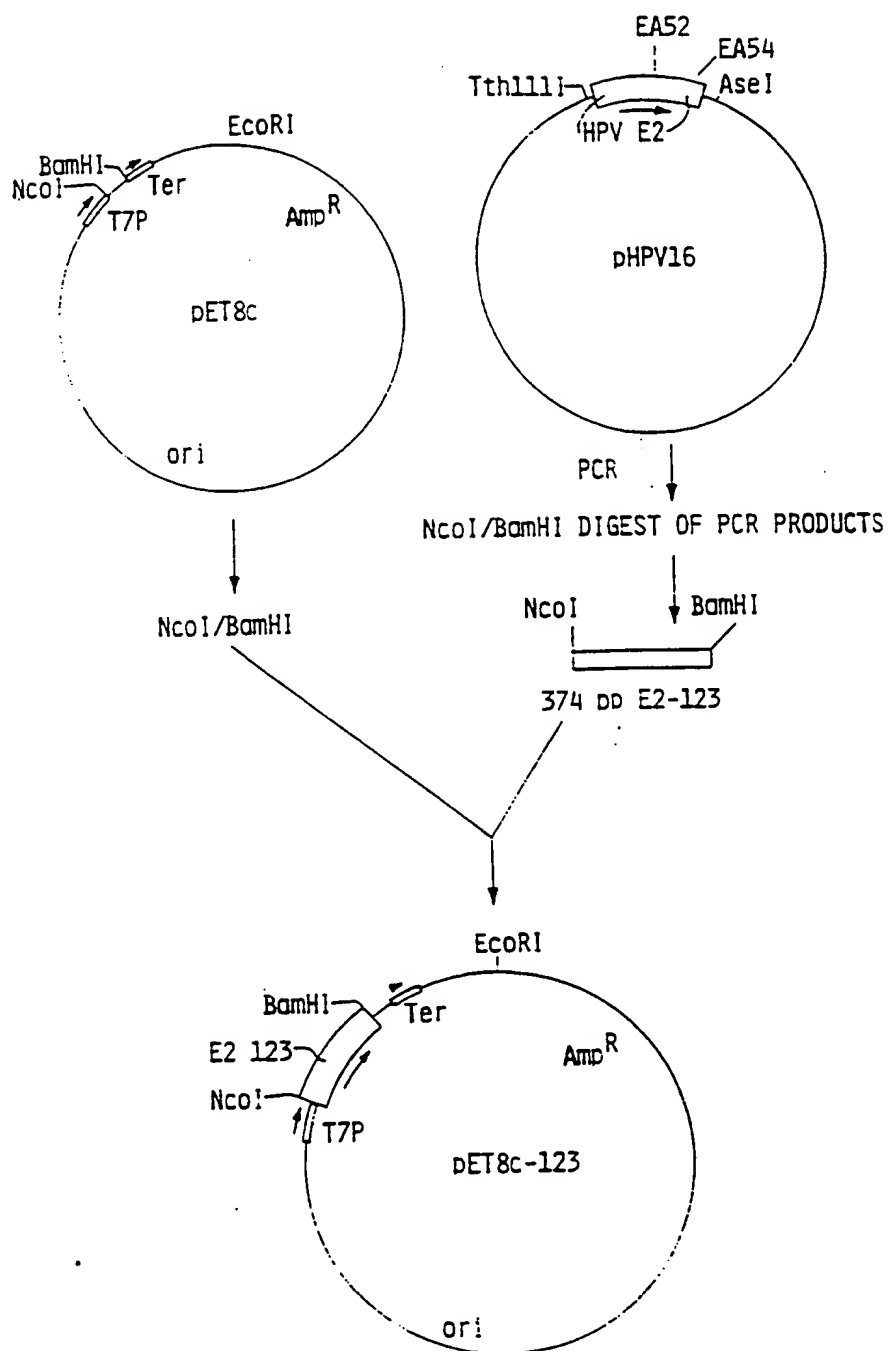 EA52
EA54
Tth111I
AseI
HPV E2
pHPV16
EcoRI
BamHI
NcoI
Ter
T7P
Amp^R
pET8c
ori
PCR
NcoI/BamHI DIGEST OF PCR PRODUCTS
NcoI/BamHI
NcoI
BamHI
374 bp E2-123
EcoRI
BamHI
Ter
E2 123
Amp^R
NcoI
T7P
pET8c-123
ori